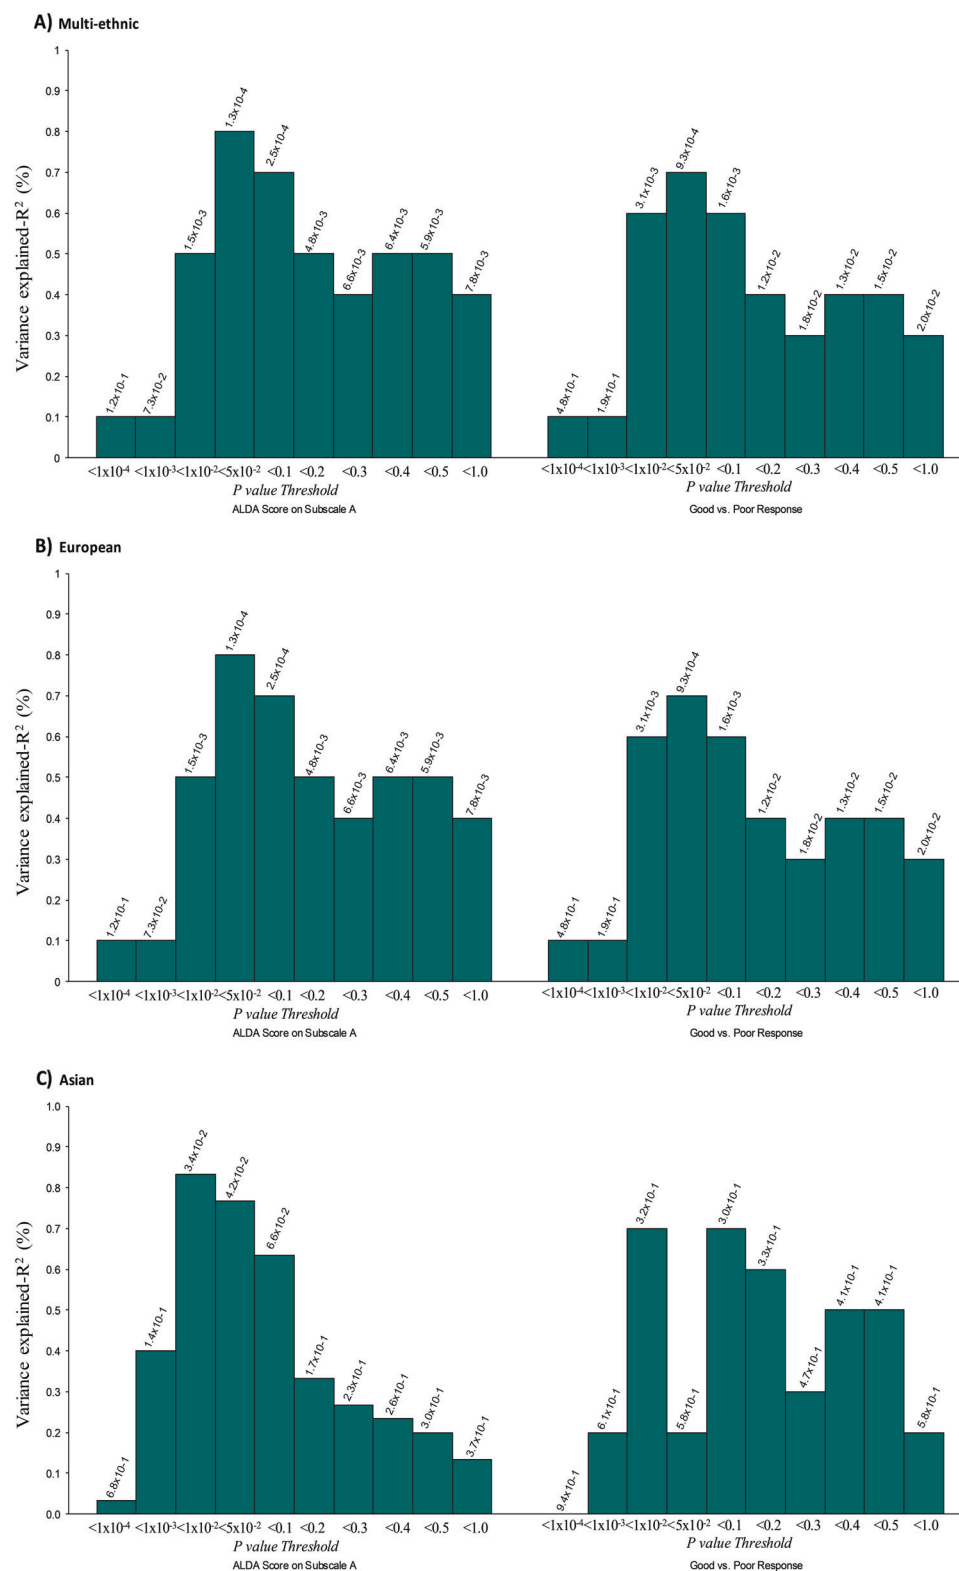 A) Multi-ethnic
Variance explained-R² (%)
1
0.9
0.8
0.7
0.6
0.5
0.4
0.3
0.2
0.1
0
1.2x10-1
7.3x10-2
1.5x10-3
1.3x10-4
2.5x10-4
4.8x10-3
6.6x10-3
6.4x10-3
5.9x10-3
7.8x10-3
4.8x10-1
1.9x10-1
3.1x10-3
9.3x10-4
1.6x10-3
1.2x10-2
1.8x10-2
1.3x10-2
1.5x10-2
2.0x10-2
<1x10-4 <1x10-3 <1x10-2 <5x10-2 <0.1 <0.2 <0.3 <0.4 <0.5 <1.0
<1x10-4 <1x10-3 <1x10-2 <5x10-2 <0.1 <0.2 <0.3 <0.4 <0.5 <1.0
P value Threshold
P value Threshold
ALDA Score on Subscale A
Good vs. Poor Response
B) European
Variance explained-R² (%)
1
0.9
0.8
0.7
0.6
0.5
0.4
0.3
0.2
0.1
0
1.2x10-1
7.3x10-2
1.5x10-3
1.3x10-4
2.5x10-4
4.8x10-3
6.6x10-3
6.4x10-3
5.9x10-3
7.8x10-3
4.8x10-1
1.9x10-1
3.1x10-3
9.3x10-4
1.6x10-3
1.2x10-2
1.8x10-2
1.3x10-2
1.5x10-2
2.0x10-2
<1x10-4 <1x10-3 <1x10-2 <5x10-2 <0.1 <0.2 <0.3 <0.4 <0.5 <1.0
<1x10-4 <1x10-3 <1x10-2 <5x10-2 <0.1 <0.2 <0.3 <0.4 <0.5 <1.0
P value Threshold
P value Threshold
ALDA Score on Subscale A
Good vs. Poor Response
C) Asian
Variance explained-R² (%)
1.0
0.9
0.8
0.7
0.6
0.5
0.4
0.3
0.2
0.1
0.0
6.8x10-1
1.4x10-1
3.4x10-2
4.2x10-2
6.6x10-2
1.7x10-1
2.3x10-1
2.6x10-1
3.0x10-1
3.7x10-1
9.4x10-1
6.1x10-1
3.2x10-1
5.8x10-1
3.0x10-1
3.3x10-1
4.7x10-1
4.1x10-1
4.1x10-1
5.8x10-1
<1x10-4 <1x10-3 <1x10-2 <5x10-2 <0.1 <0.2 <0.3 <0.4 <0.5 <1.0
<1x10-4 <1x10-3 <1x10-2 <5x10-2 <0.1 <0.2 <0.3 <0.4 <0.5 <1.0
P value Threshold
P value Threshold
ALDA Score on Subscale A
Good vs. Poor Response